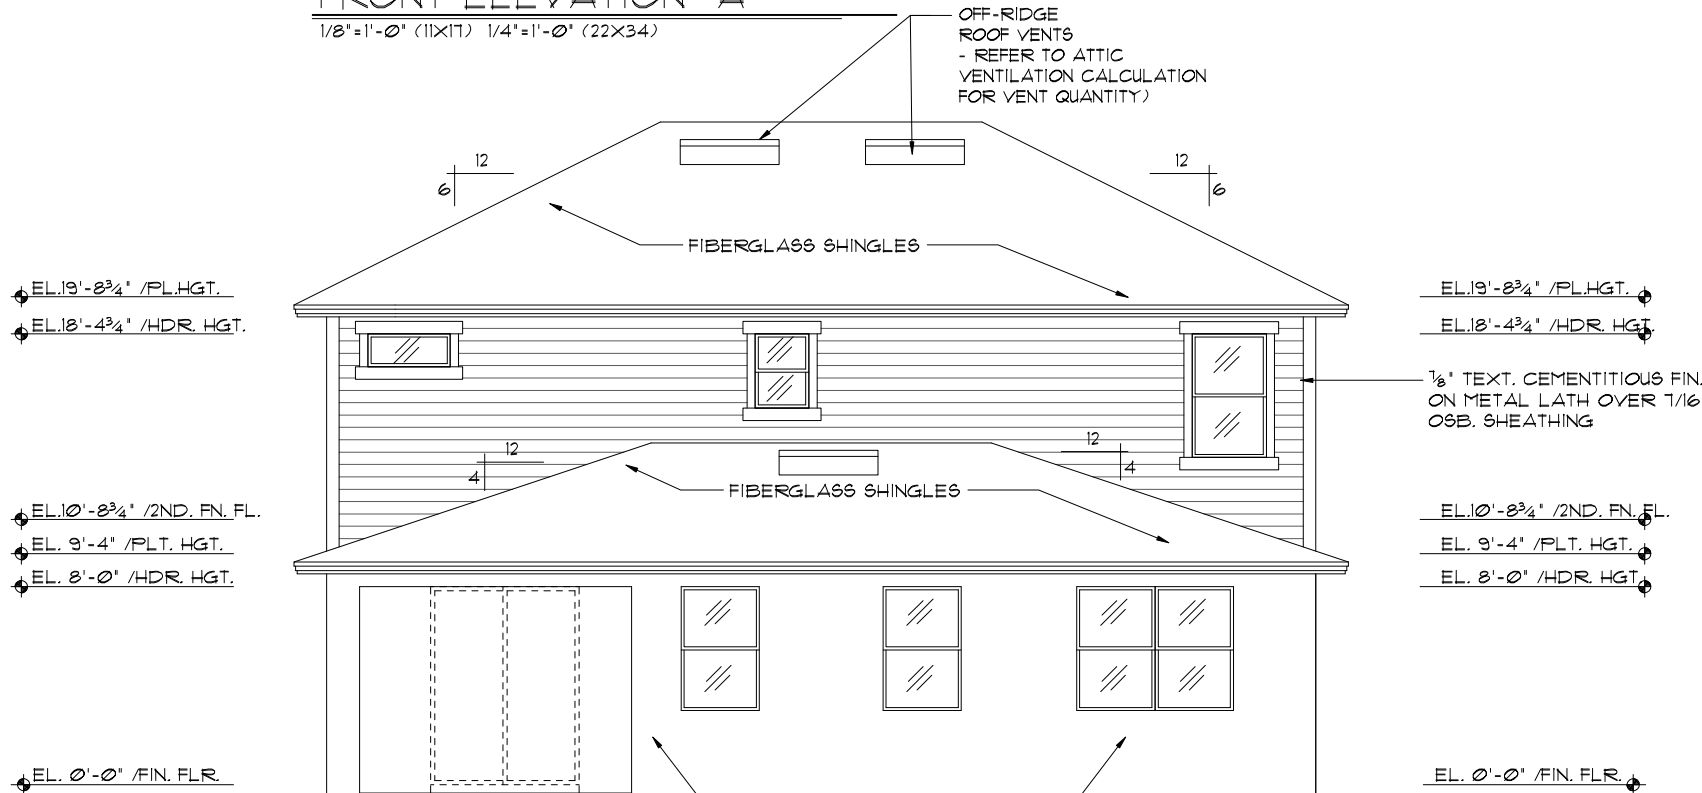 FRONT ELEVATION "A"
1/8"=1'-0" (11X17) 1/4"=1'-0" (22X34)
OFF-RIDGE
ROOF VENTS
- REFER TO ATTIC
VENTILATION CALCULATION
FOR VENT QUANTITY)
12
6
12
6
FIBERGLASS SHINGLES
EL.19'-8¾" /PL.HGT.
EL.18'-4¾" /HDR. HGT.
EL.19'-8¾" /PL.HGT.
EL.18'-4¾" /HDR. HGT.
7/8" TEXT. CEMENTITIOUS FIN.
ON METAL LATH OVER 7/16
OSB. SHEATHING
12
4
12
4
FIBERGLASS SHINGLES
EL.10'-8¾" /2ND. FN. FL.
EL. 9'-4" /PLT. HGT.
EL. 8'-0" /HDR. HGT.
EL.10'-8¾" /2ND. FN. FL.
EL. 9'-4" /PLT. HGT.
EL. 8'-0" /HDR. HGT.
EL. 0'-0" /FIN. FLR.
EL. 0'-0" /FIN. FLR.